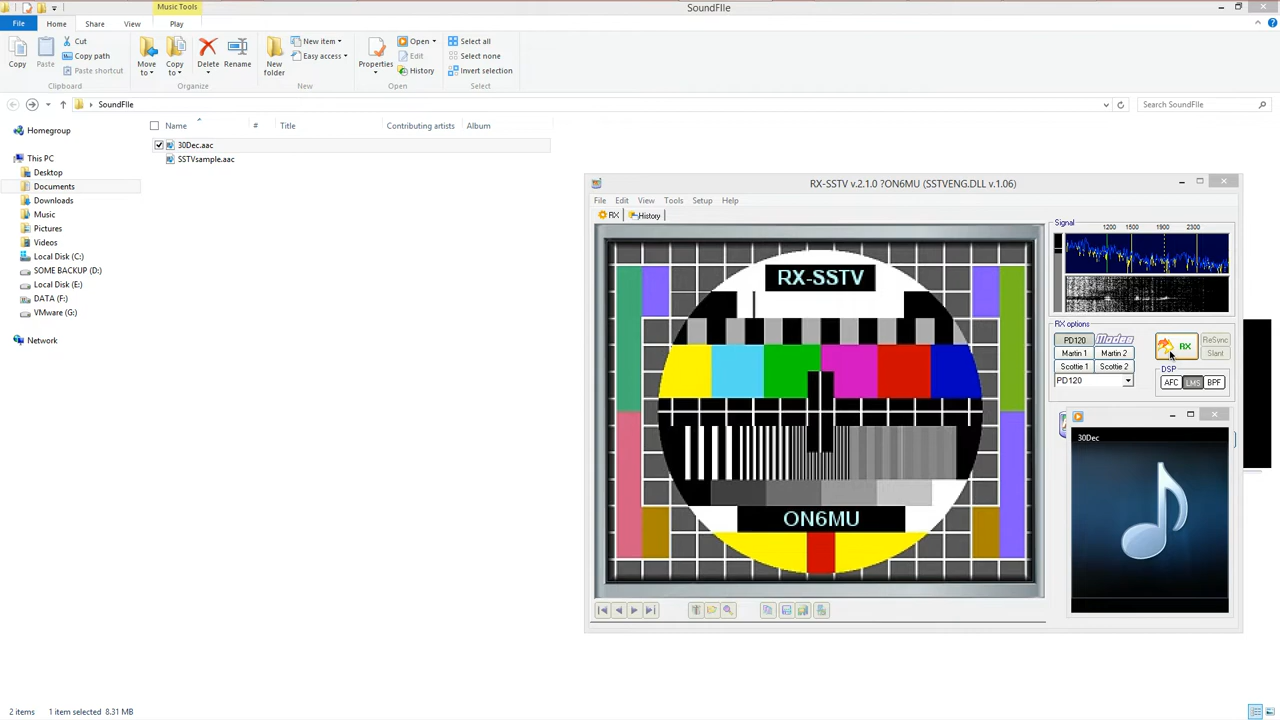 Music Tools
SoundFIle
File
Home
Share
View
Play
Copy
Paste
Cut
Copy path
Paste shortcut
Clipboard
Move to
Copy to
Delete
Rename
Organize
New folder
New item
Easy access
New
Properties
Open
Edit
History
Open
Select all
Select none
Invert selection
Select
SoundFIle
Search SoundFIle
Homegroup
This PC
Desktop
Documents
Downloads
Music
Pictures
Videos
Local Disk (C:)
SOME BACKUP (D:)
Local Disk (E:)
DATA (F:)
VMware (G:)
Network
Name
#
Title
Contributing artists
Album
30Dec.aac
SSTVsample.aac
RX-SSTV v.2.1.0 ?ON6MU (SSTVENG.DLL v.1.06)
File Edit View Tools Setup Help
RX
History
RX-SSTV
ON6MU
Signal
1200 1500 1900 2300
RX options
PD120
Modes
Martin 1
Martin 2
Scottie 1
Scottie 2
PD120
RX
ReSync
Slant
DSP
AFC
LMS
BPF
30Dec
2 items
1 item selected 8.31 MB